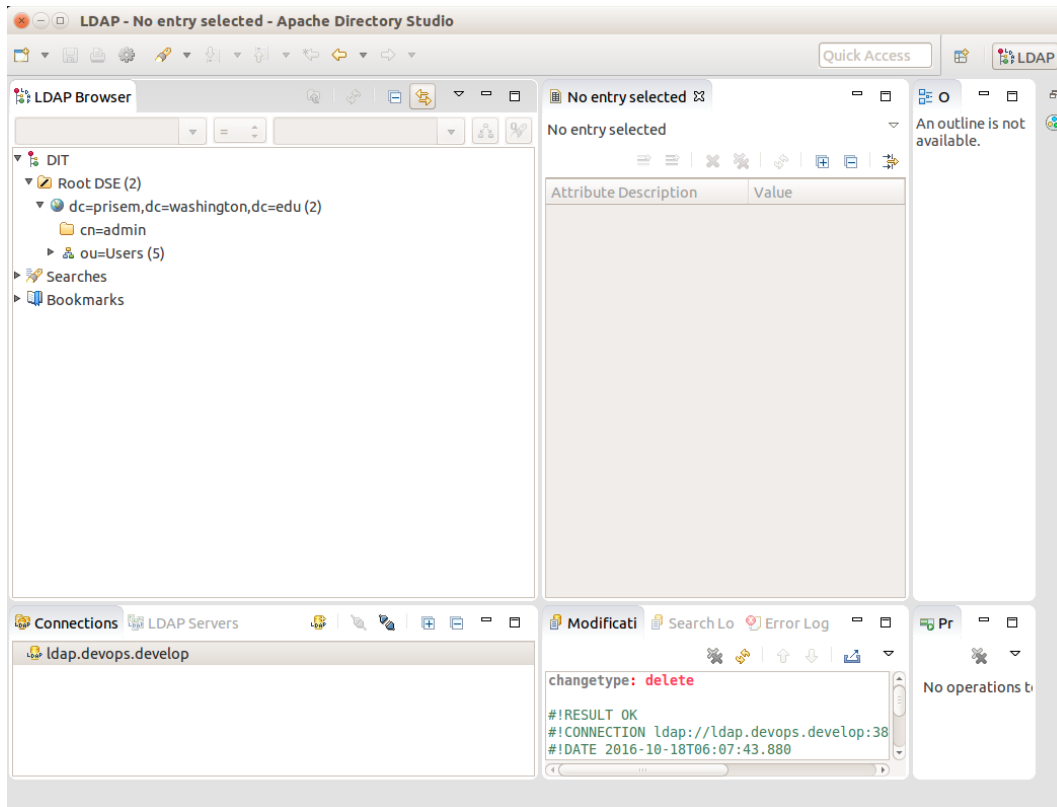 LDAP - No entry selected - Apache Directory Studio
Quick Access
LDAP
LDAP Browser
=
DIT
Root DSE (2)
dc=prisem,dc=washington,dc=edu (2)
cn=admin
ou=Users (5)
Searches
Bookmarks
No entry selected
No entry selected
Attribute Description Value
O
An outline is not
available.
Connections LDAP Servers
ldap.devops.develop
Modificati Search Lo Error Log
changetype: delete
#!RESULT OK
#!CONNECTION ldap://ldap.devops.develop:38
#!DATE 2016-10-18T06:07:43.880
Pr
No operations t